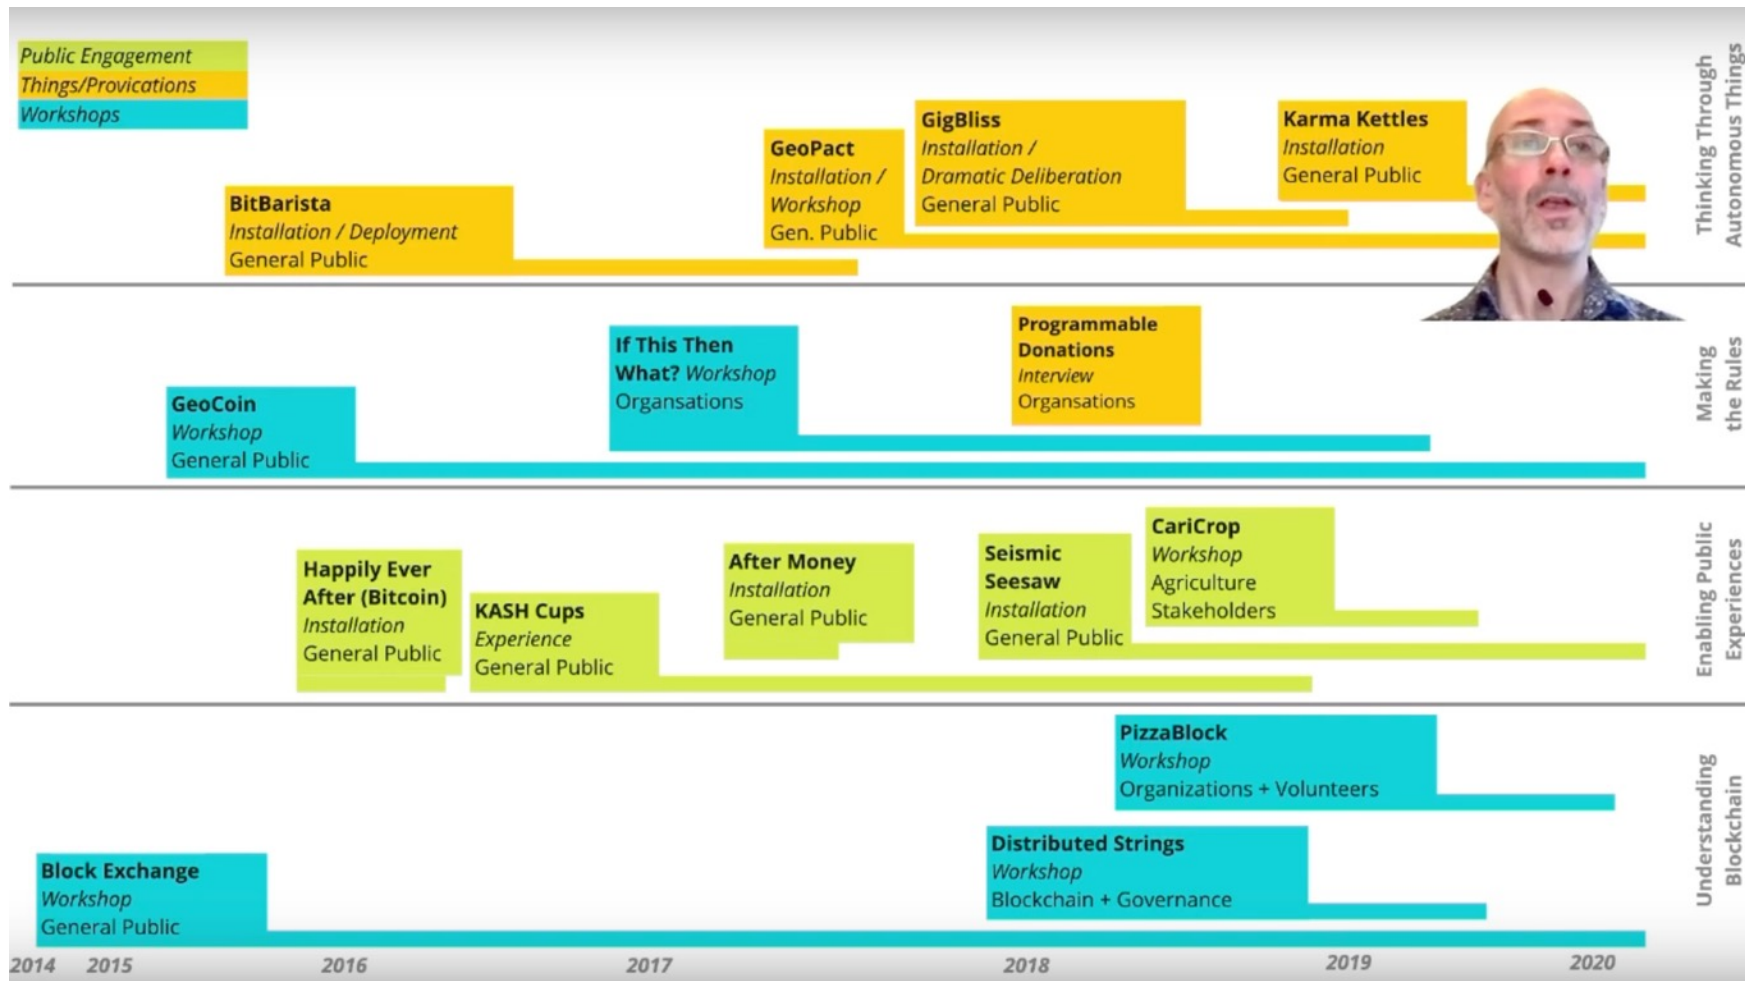 Public Engagement
Things/Provications
Workshops
BitBarista
Installation / Deployment
General Public
GeoPact
Installation /
Workshop
Gen. Public
GigBliss
Installation /
Dramatic Deliberation
General Public
Karma Kettles
Installation
General Public
Thinking Through
Autonomous Things
GeoCoin
Workshop
General Public
If This Then
What? Workshop
Organsations
Programmable
Donations
Interview
Organsations
Making
the Rules
Happily Ever
After (Bitcoin)
Installation
General Public
KASH Cups
Experience
General Public
After Money
Installation
General Public
Seismic
Seesaw
Installation
General Public
CariCrop
Workshop
Agriculture
Stakeholders
Enabling Public
Experiences
Block Exchange
Workshop
General Public
Distributed Strings
Workshop
Blockchain + Governance
PizzaBlock
Workshop
Organizations + Volunteers
Understanding
Blockchain
2014 2015 2016 2017 2018 2019 2020